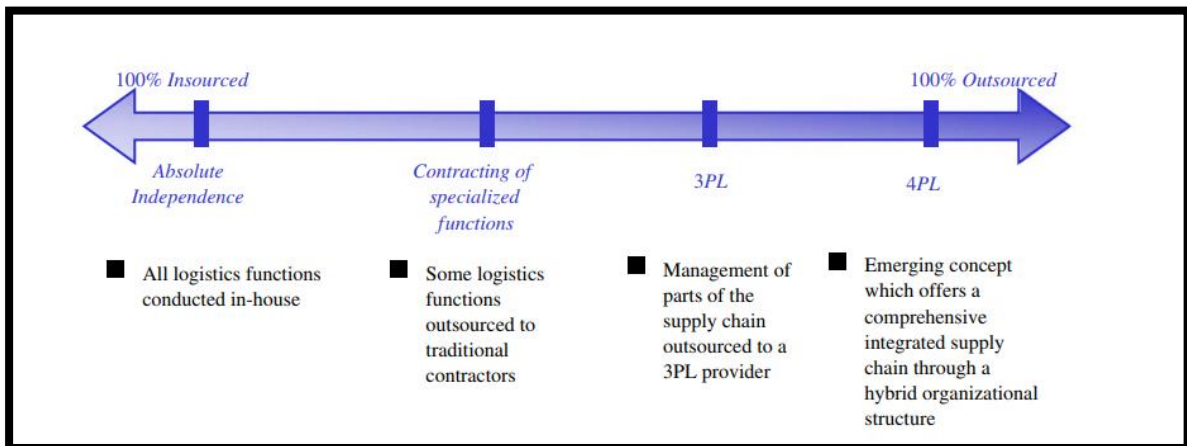 100% Insourced
100% Outsourced
Absolute
Independence
Contracting of
specialized
functions
3PL
4PL
All logistics functions
conducted in-house
Some logistics
functions
outsourced to
traditional
contractors
Management of
parts of the
supply chain
outsourced to a
3PL provider
Emerging concept
which offers a
comprehensive
integrated supply
chain through a
hybrid organizational
structure